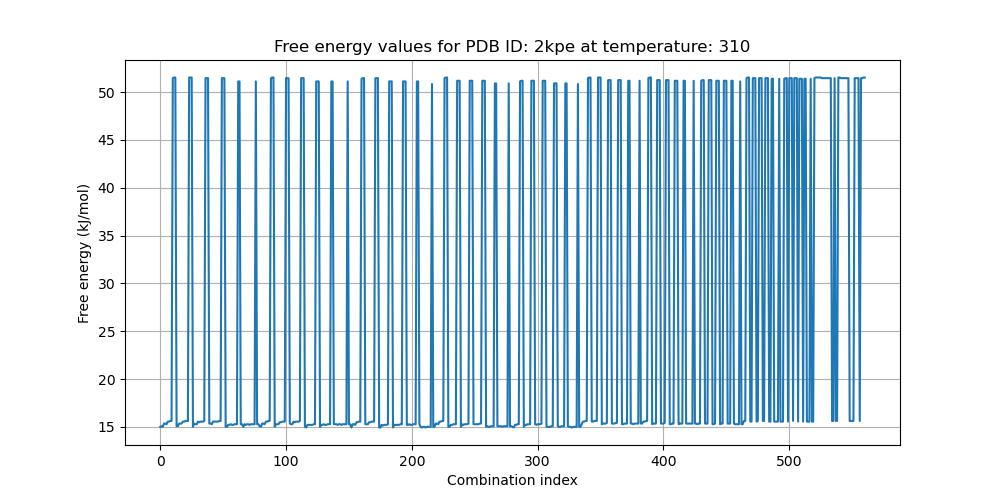 Free energy values for PDB ID: 2kpe at temperature: 310
Free energy (kJ/mol)
50
45
40
35
30
25
20
15
0 100 200 300 400 500
Combination index